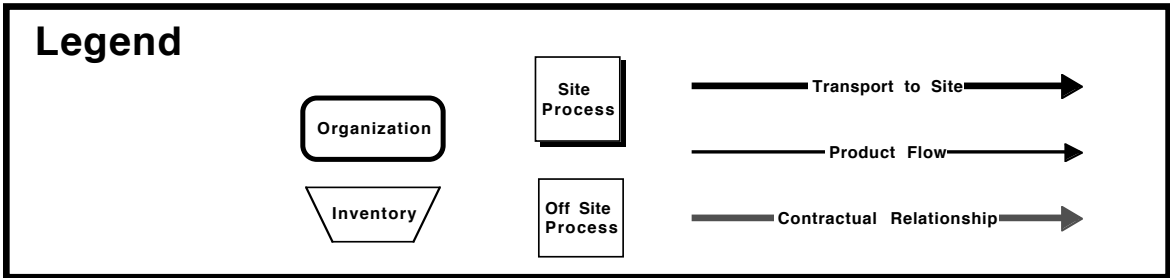 Legend
Organization
Inventory
Site
Process
Off Site
Process
Transport to Site
Product Flow
Contractual Relationship